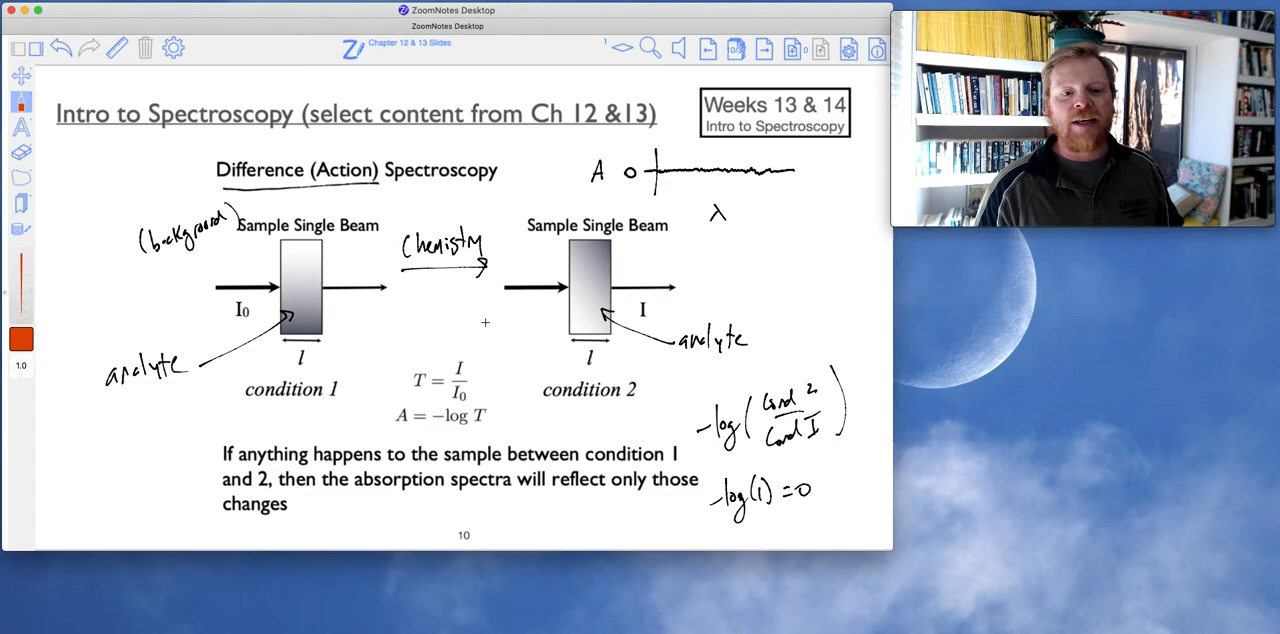 ZoomNotes Desktop
ZoomNotes Desktop
Chapter 12 & 13 Slides
1
10/3
0
Intro to Spectroscopy (select content from Ch 12 &13)
Weeks 13 & 14
Intro to Spectroscopy
Difference (Action) Spectroscopy
A 0
λ
(background)
Sample Single Beam
Chemistry
Sample Single Beam
I₀
I
analyte
l
l
analyte
condition 1
T = I/I₀
condition 2
A = −log T
-log(Cond 2/Cond I)
If anything happens to the sample between condition 1
and 2, then the absorption spectra will reflect only those
changes
-log(1) = 0
1.0
10